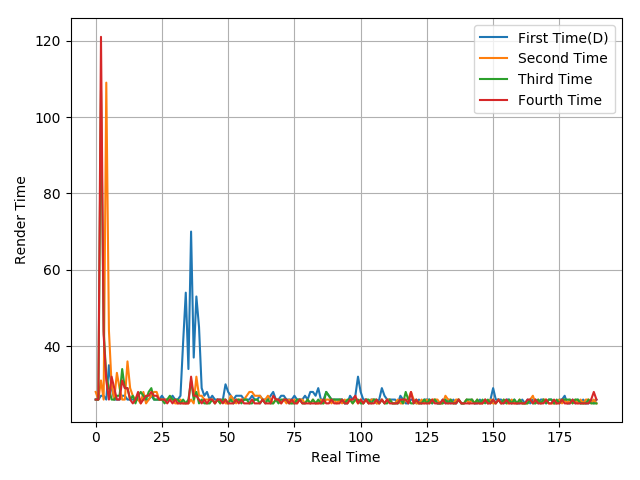 First Time(D)
Second Time
Third Time
Fourth Time
120
100
80
60
40
Render Time
0 25 50 75 100 125 150 175
Real Time